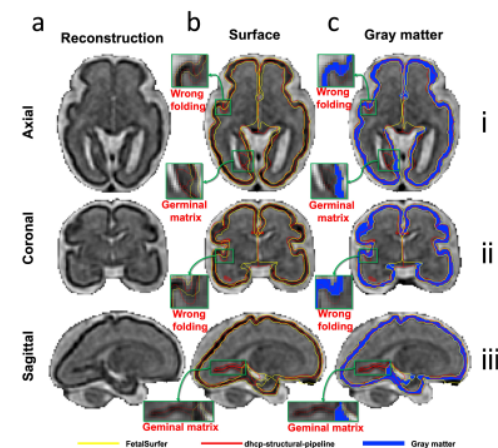 a
b
c
Reconstruction
Surface
Gray matter
Axial
Wrong
folding
Wrong
folding
i
Germinal
matrix
Germinal
matrix
Coronal
ii
Wrong
folding
Wrong
folding
Sagittal
iii
Geminal matrix
Geminal matrix
FetalSurfer
dhcp-structural-pipeline
Gray matter